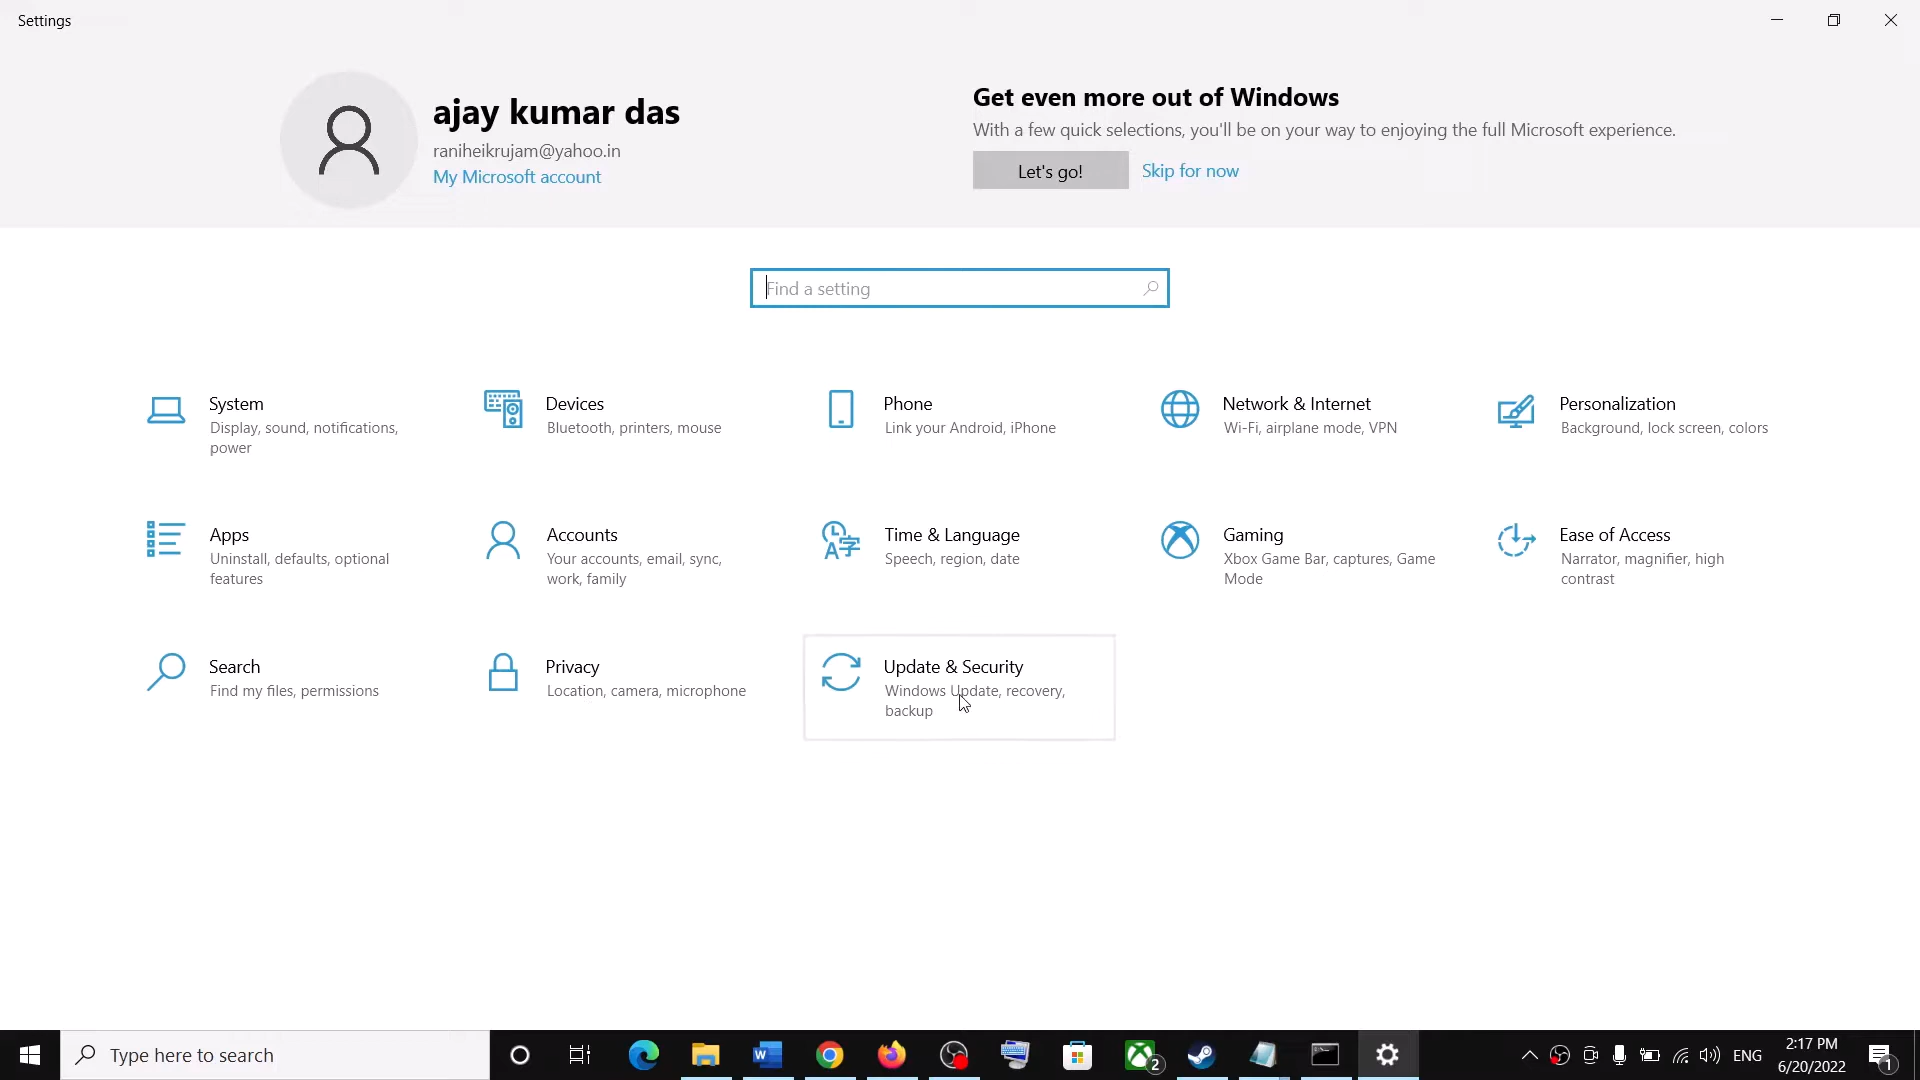 Settings
ajay kumar das
raniheikrujam@yahoo.in
My Microsoft account
Get even more out of Windows
With a few quick selections, you'll be on your way to enjoying the full Microsoft experience.
Let's go!
Skip for now
Find a setting
System
Display, sound, notifications,
power
Devices
Bluetooth, printers, mouse
Phone
Link your Android, iPhone
Network & Internet
Wi-Fi, airplane mode, VPN
Personalization
Background, lock screen, colors
Apps
Uninstall, defaults, optional
features
Accounts
Your accounts, email, sync,
work, family
Time & Language
Speech, region, date
Gaming
Xbox Game Bar, captures, Game
Mode
Ease of Access
Narrator, magnifier, high
contrast
Search
Find my files, permissions
Privacy
Location, camera, microphone
Update & Security
Windows Update, recovery,
backup
Type here to search
2
ENG
2:17 PM
6/20/2022
1